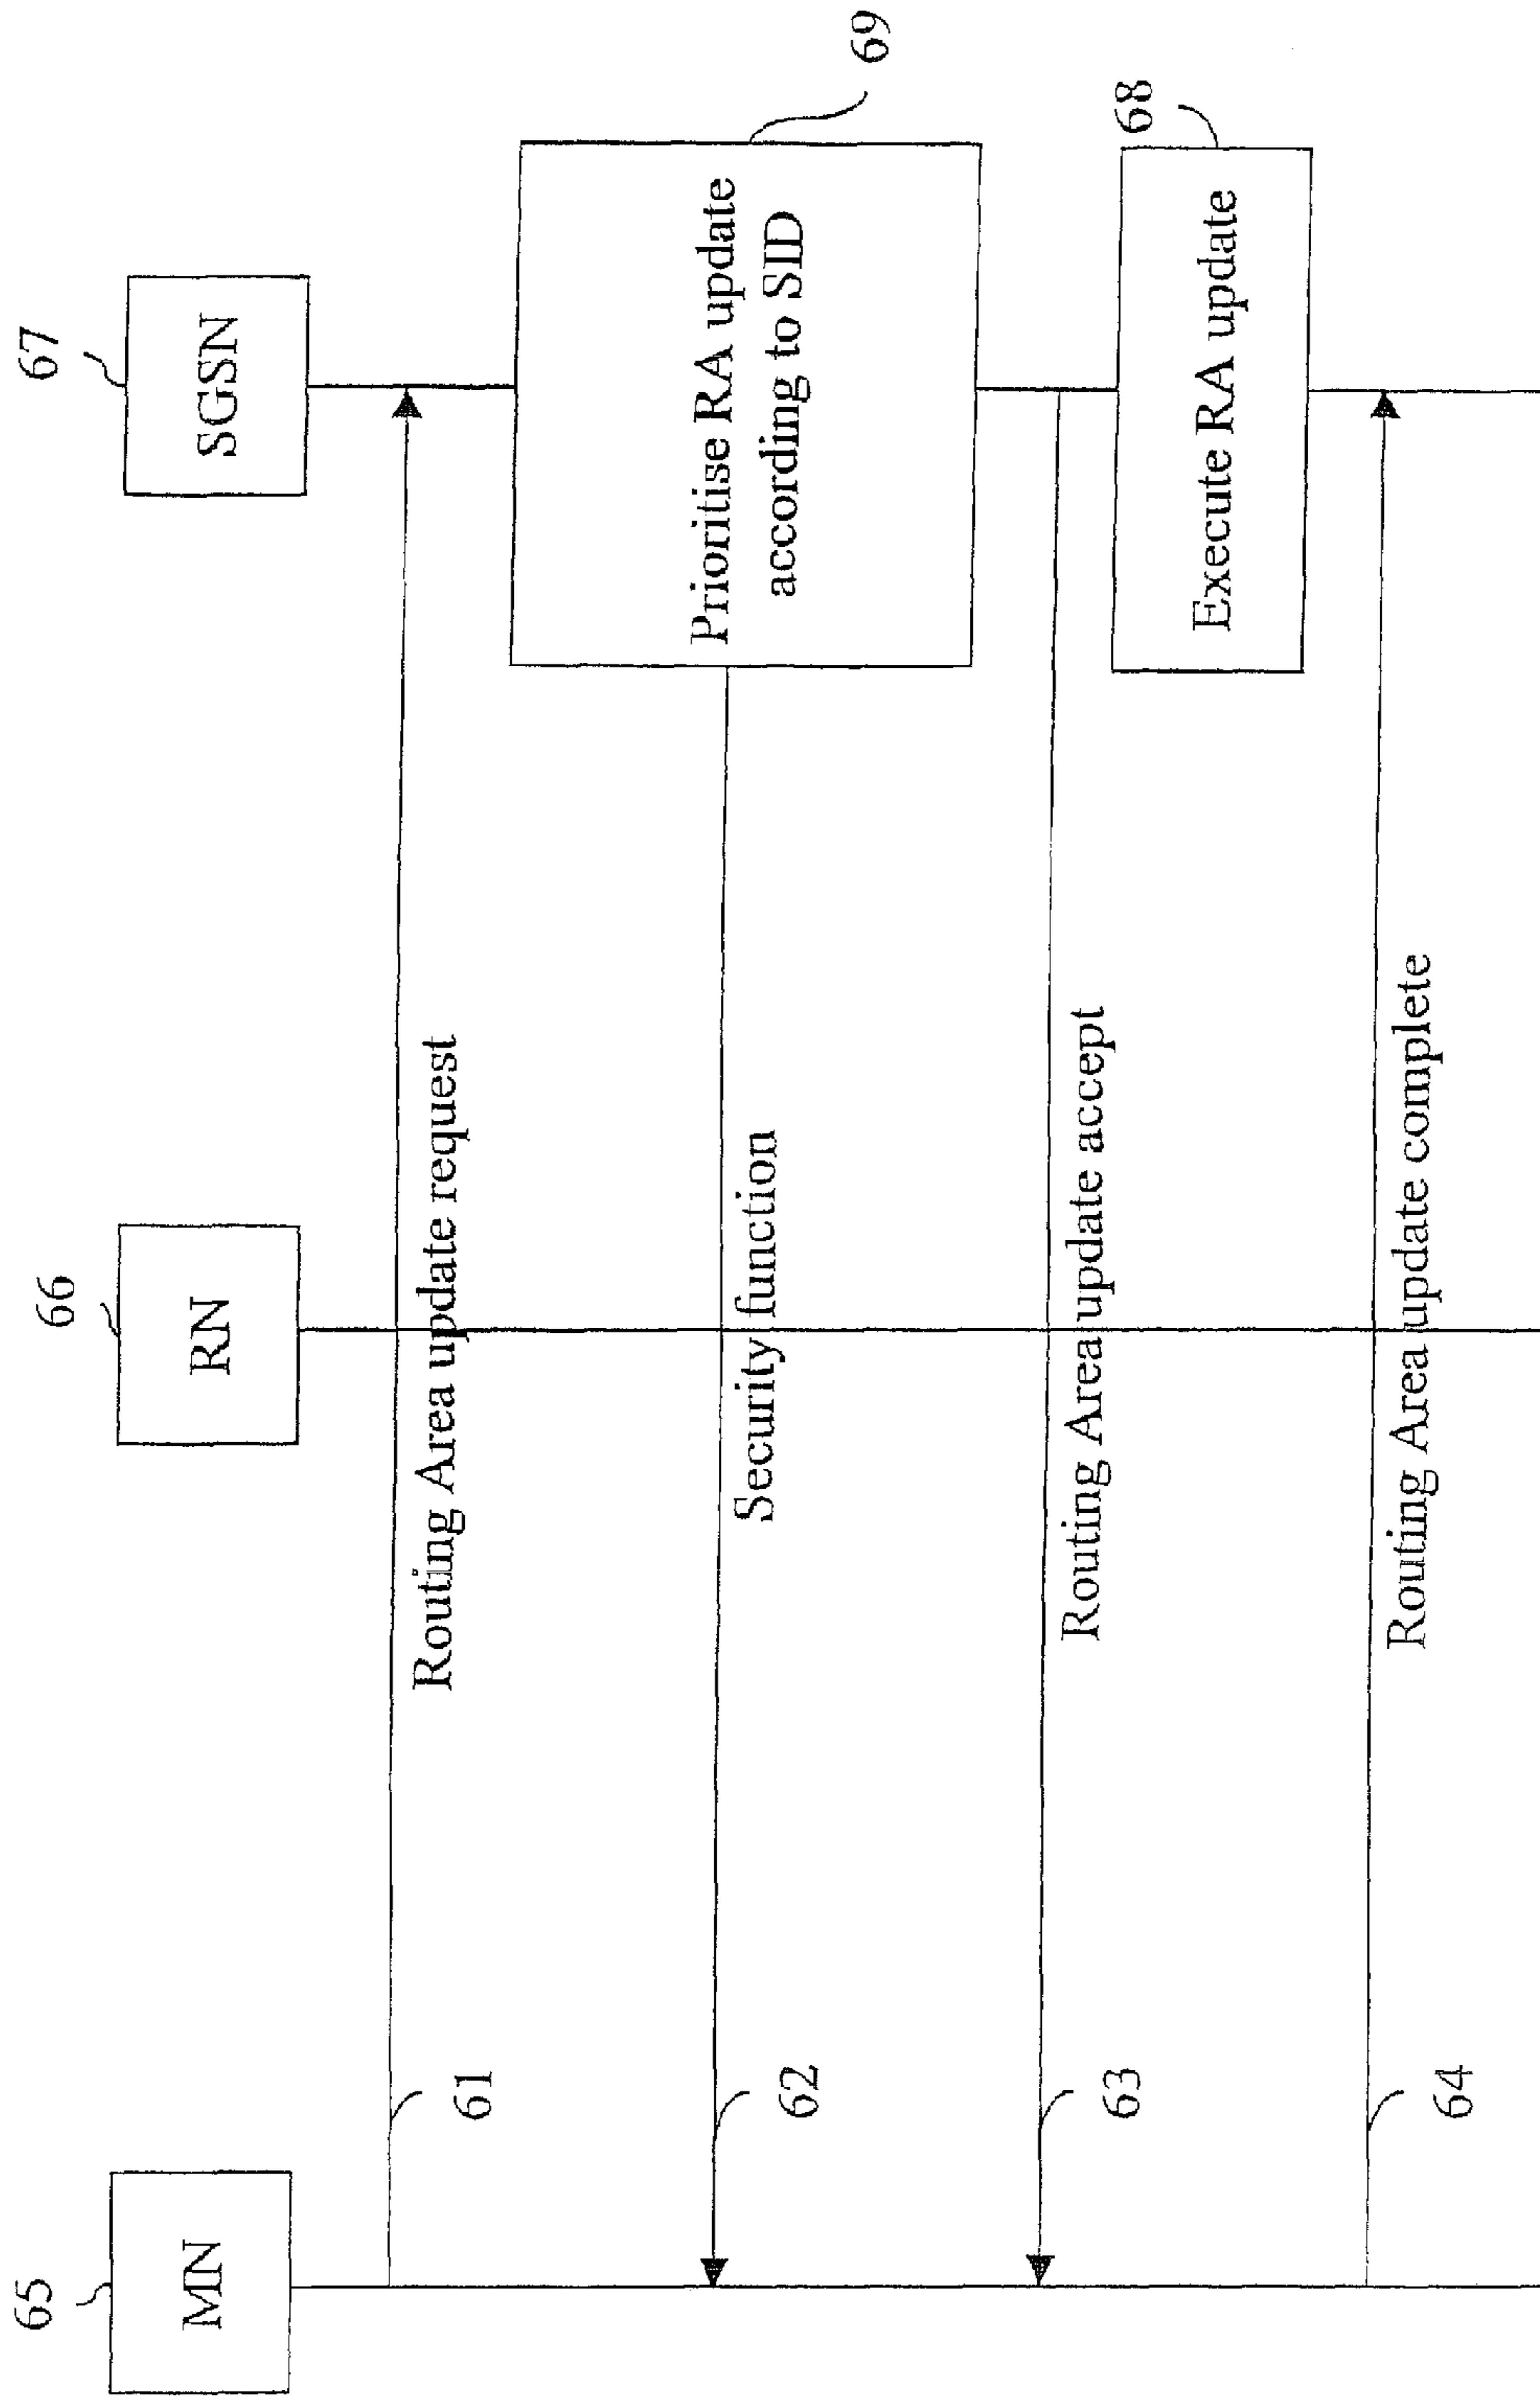 65
66
67
MN
RN
SGSN
61
Routing Area update request
Prioritise RA update
according to SID
69
62
Security function
63
Routing Area update accept
Execute RA update
68
64
Routing Area update complete